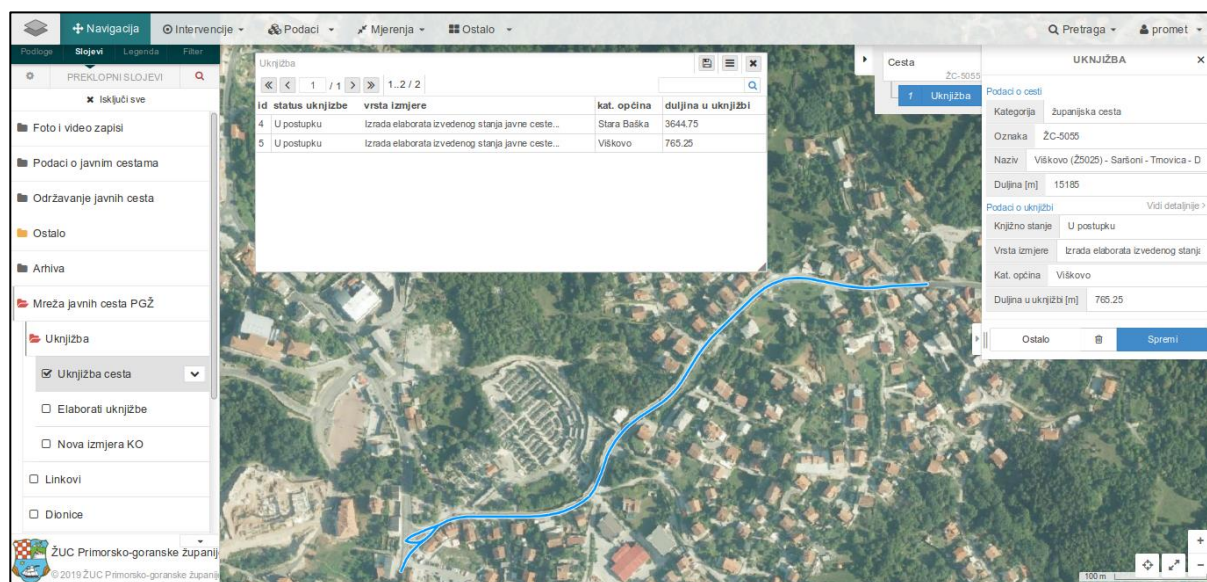 Navigacija Intervencije Podaci Mjerenja Ostalo Pretraga promet
Podloge Slojevi Legenda Filter
PREKLOPNI SLOJEVI
Isključi sve
Foto i video zapisi
Podaci o javnim cestama
Održavanje javnih cesta
Ostalo
Arhiva
Mreža javnih cesta PGŽ
Uknjižba
Uknjižba cesta
Elaborati uknjižbe
Nova izmjera KO
Linkovi
Dionice
ŽUC Primorsko-goranske županij
© 2019 ŽUC Primorsko-goranske županij
Uknjižba
1 / 1 1..2 / 2
id status uknjizbe vrsta izmjere kat. općina duljina u uknjižbi
4 U postupku Izrada elaborata izvedenog stanja javne ceste... Stara Baška 3644.75
5 U postupku Izrada elaborata izvedenog stanja javne ceste... Viškovo 765.25
Cesta
ŽC-5055
1 Uknjižba
UKNJIŽBA
Podaci o cesti
Kategorija županijska cesta
Oznaka ŽC-5055
Naziv Viškovo (Ž5025) - Saršoni - Trnovica - D
Duljina [m] 15185
Podaci o uknjižbi Vidi detaljnije >
Knjižno stanje U postupku
Vrsta izmjere Izrada elaborata izvedenog stanja
Kat. općina Viškovo
Duljina u uknjižbi [m] 765.25
Ostalo Spremi
+
−
100 m